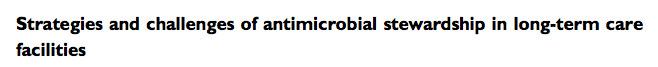 Strategies and challenges of antimicrobial stewardship in long-term care
facilities